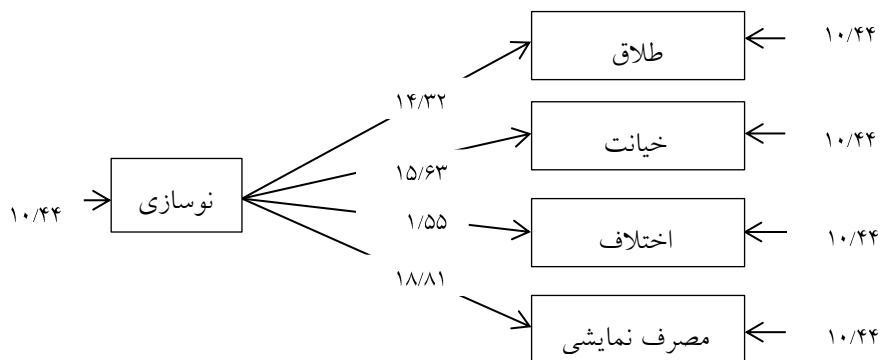 ۱۰/۴۴
طلاق
۱۴/۳۲
۱۰/۴۴
خیانت
۱۵/۶۳
۱۰/۴۴
نوسازی
۱۰/۴۴
اختلاف
۱/۵۵
۱۸/۸۱
۱۰/۴۴
مصرف نمایشی